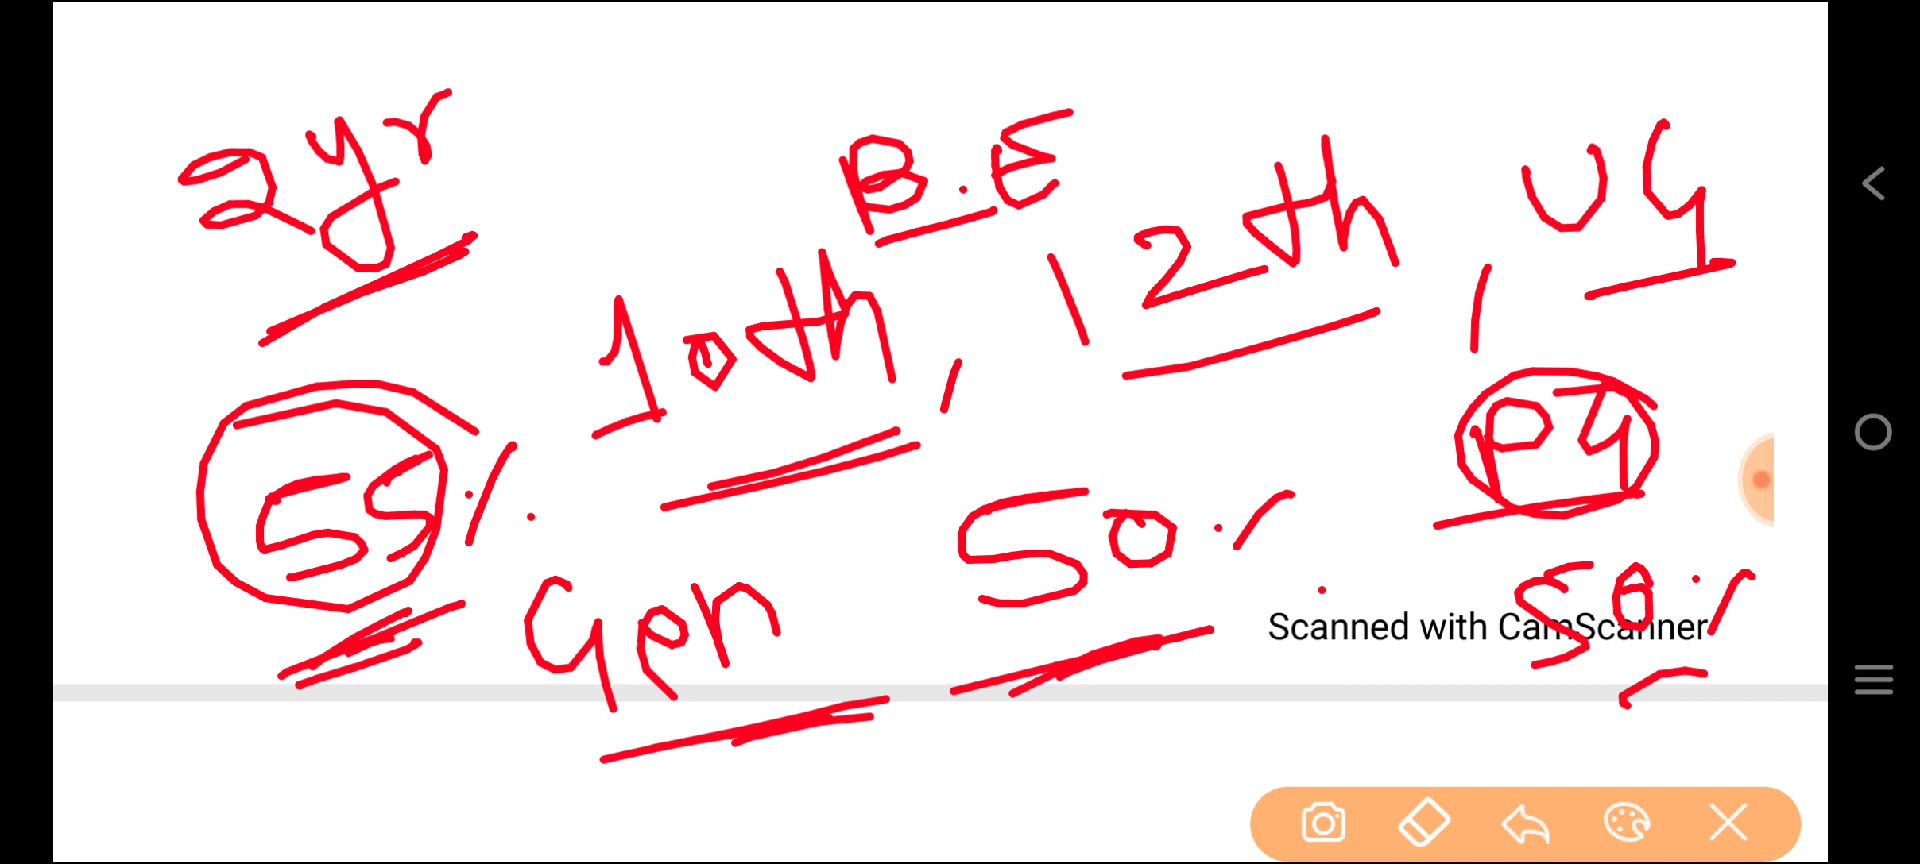 2yr B.E UG
10th, 12th, PG
55%. 50%.
Gen 50%
Scanned with CamScanner